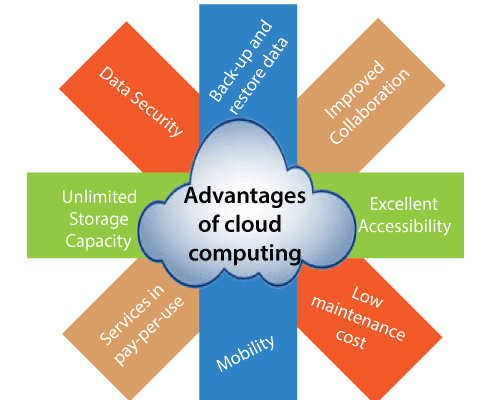 Back-up and
restore data
Improved
Collaboration
Excellent
Accessibility
Low
maintenance
cost
Mobility
Services in
pay-per-use
Unlimited
Storage
Capacity
Data Security
Advantages
of cloud
computing